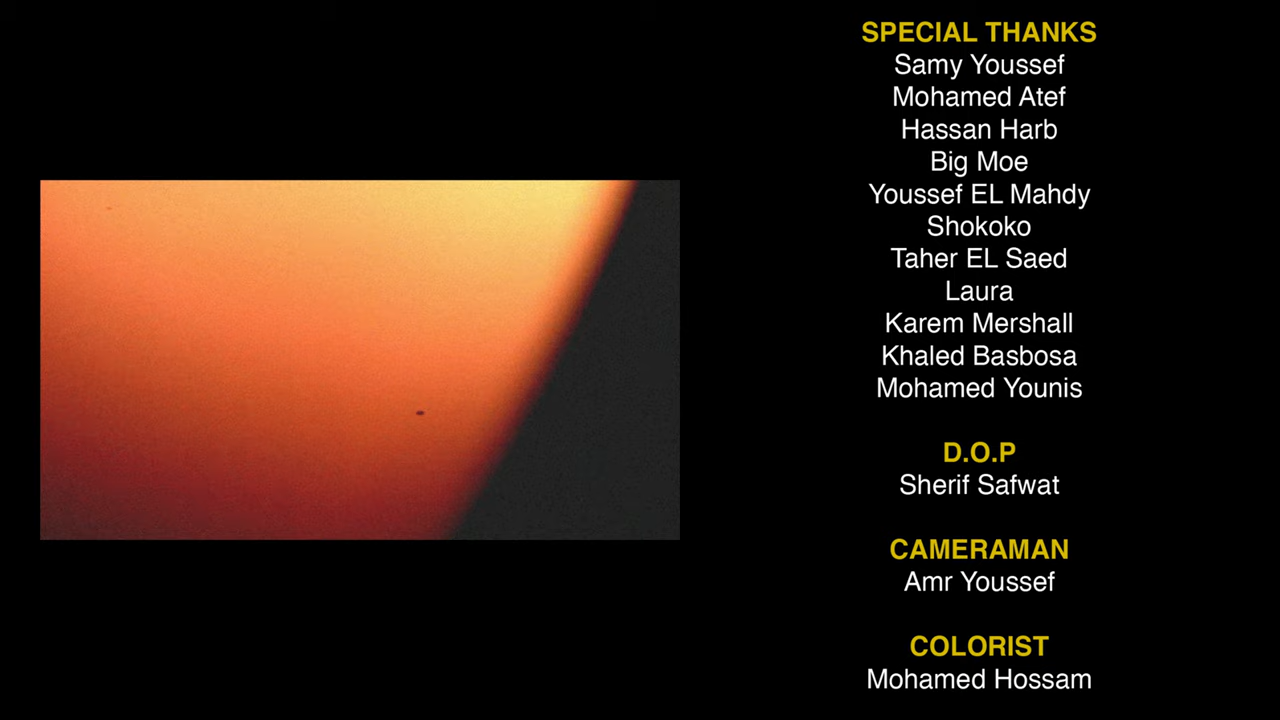 SPECIAL THANKS
Samy Youssef
Mohamed Atef
Hassan Harb
Big Moe
Youssef EL Mahdy
Shokoko
Taher EL Saed
Laura
Karem Mershall
Khaled Basbosa
Mohamed Younis
D.O.P
Sherif Safwat
CAMERAMAN
Amr Youssef
COLORIST
Mohamed Hossam